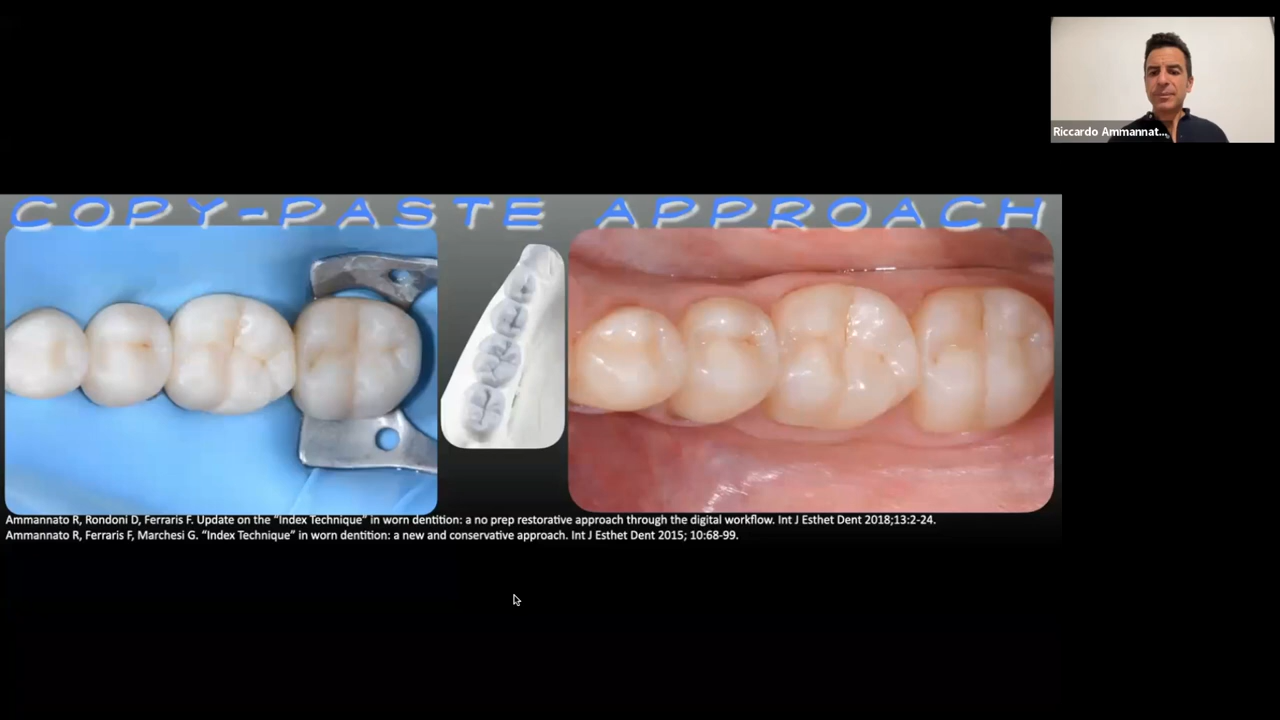 Riccardo Ammannat...
COPY-PASTE APPROACH
Ammannato R, Rondoni D, Ferraris F. Update on the “Index Technique” in worn dentition: a no prep restorative approach through the digital workflow. Int J Esthet Dent 2018;13:2-24.
Ammannato R, Ferraris F, Marchesi G. “Index Technique” in worn dentition: a new and conservative approach. Int J Esthet Dent 2015; 10:68-99.